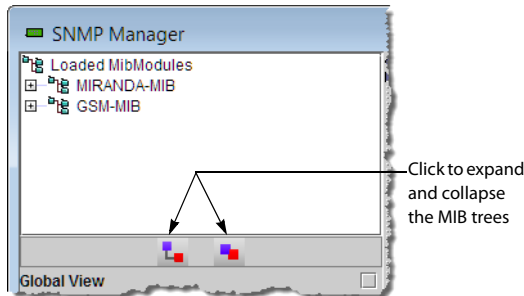 SNMP Manager
Loaded MibModules
MIRANDA-MIB
GSM-MIB
Click to expand
and collapse
the MIB trees
Global View